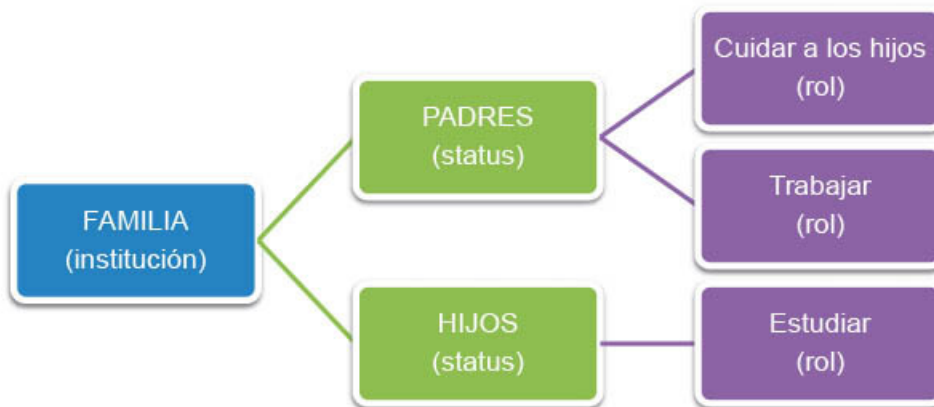 FAMILIA
(institución)
PADRES
(status)
Cuidar a los hijos
(rol)
Trabajar
(rol)
HIJOS
(status)
Estudiar
(rol)